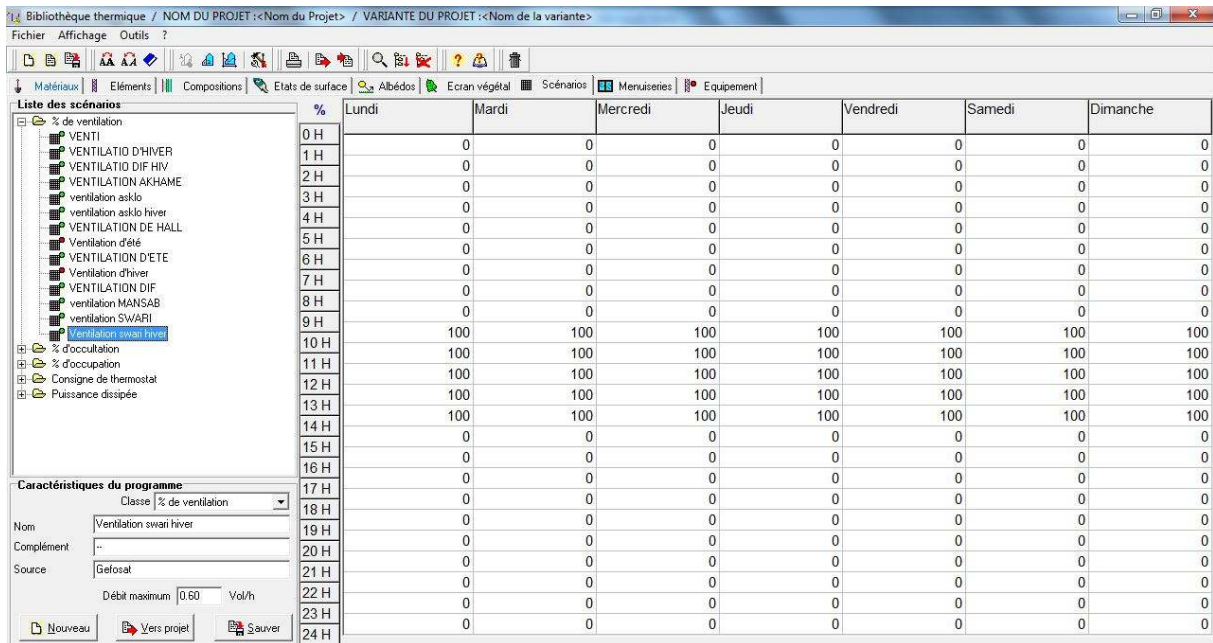 Bibliothèque thermique / NOM DU PROJET :<Nom du Projet> / VARIANTE DU PROJET :<Nom de la variante>
Fichier Affichage Outils ?
Matériaux Eléments Compositions Etats de surface Albédos Ecran végétal Scénarios Menuiseries Equipement
Liste des scénarios
% de ventilation
VENTI
VENTILATIO D'HIVER
VENTILATIO DIF HIV
VENTILATION AKHAME
ventilation asklo
ventilation asklo hiver
VENTILATION DE HALL
Ventilation d'été
VENTILATION D'ETE
Ventilation d'hiver
VENTILATION DIF
ventilation MANSAB
ventilation SWARI
Ventilation swari hiver
% d'occultation
% d'occupation
Consigne de thermostat
Puissance dissipée
Caractéristiques du programme
Classe % de ventilation
Nom Ventilation swari hiver
Complément --
Source Gefosat
Débit maximum 0.60 Vol/h
Nouveau Vers projet Sauver
% Lundi Mardi Mercredi Jeudi Vendredi Samedi Dimanche
0 H
0 0 0 0 0 0 0
1 H
0 0 0 0 0 0 0
2 H
0 0 0 0 0 0 0
3 H
0 0 0 0 0 0 0
4 H
0 0 0 0 0 0 0
5 H
0 0 0 0 0 0 0
6 H
0 0 0 0 0 0 0
7 H
0 0 0 0 0 0 0
8 H
0 0 0 0 0 0 0
9 H
100 100 100 100 100 100 100
10 H
100 100 100 100 100 100 100
11 H
100 100 100 100 100 100 100
12 H
100 100 100 100 100 100 100
13 H
100 100 100 100 100 100 100
14 H
0 0 0 0 0 0 0
15 H
0 0 0 0 0 0 0
16 H
0 0 0 0 0 0 0
17 H
0 0 0 0 0 0 0
18 H
0 0 0 0 0 0 0
19 H
0 0 0 0 0 0 0
20 H
0 0 0 0 0 0 0
21 H
0 0 0 0 0 0 0
22 H
0 0 0 0 0 0 0
23 H
0 0 0 0 0 0 0
24 H